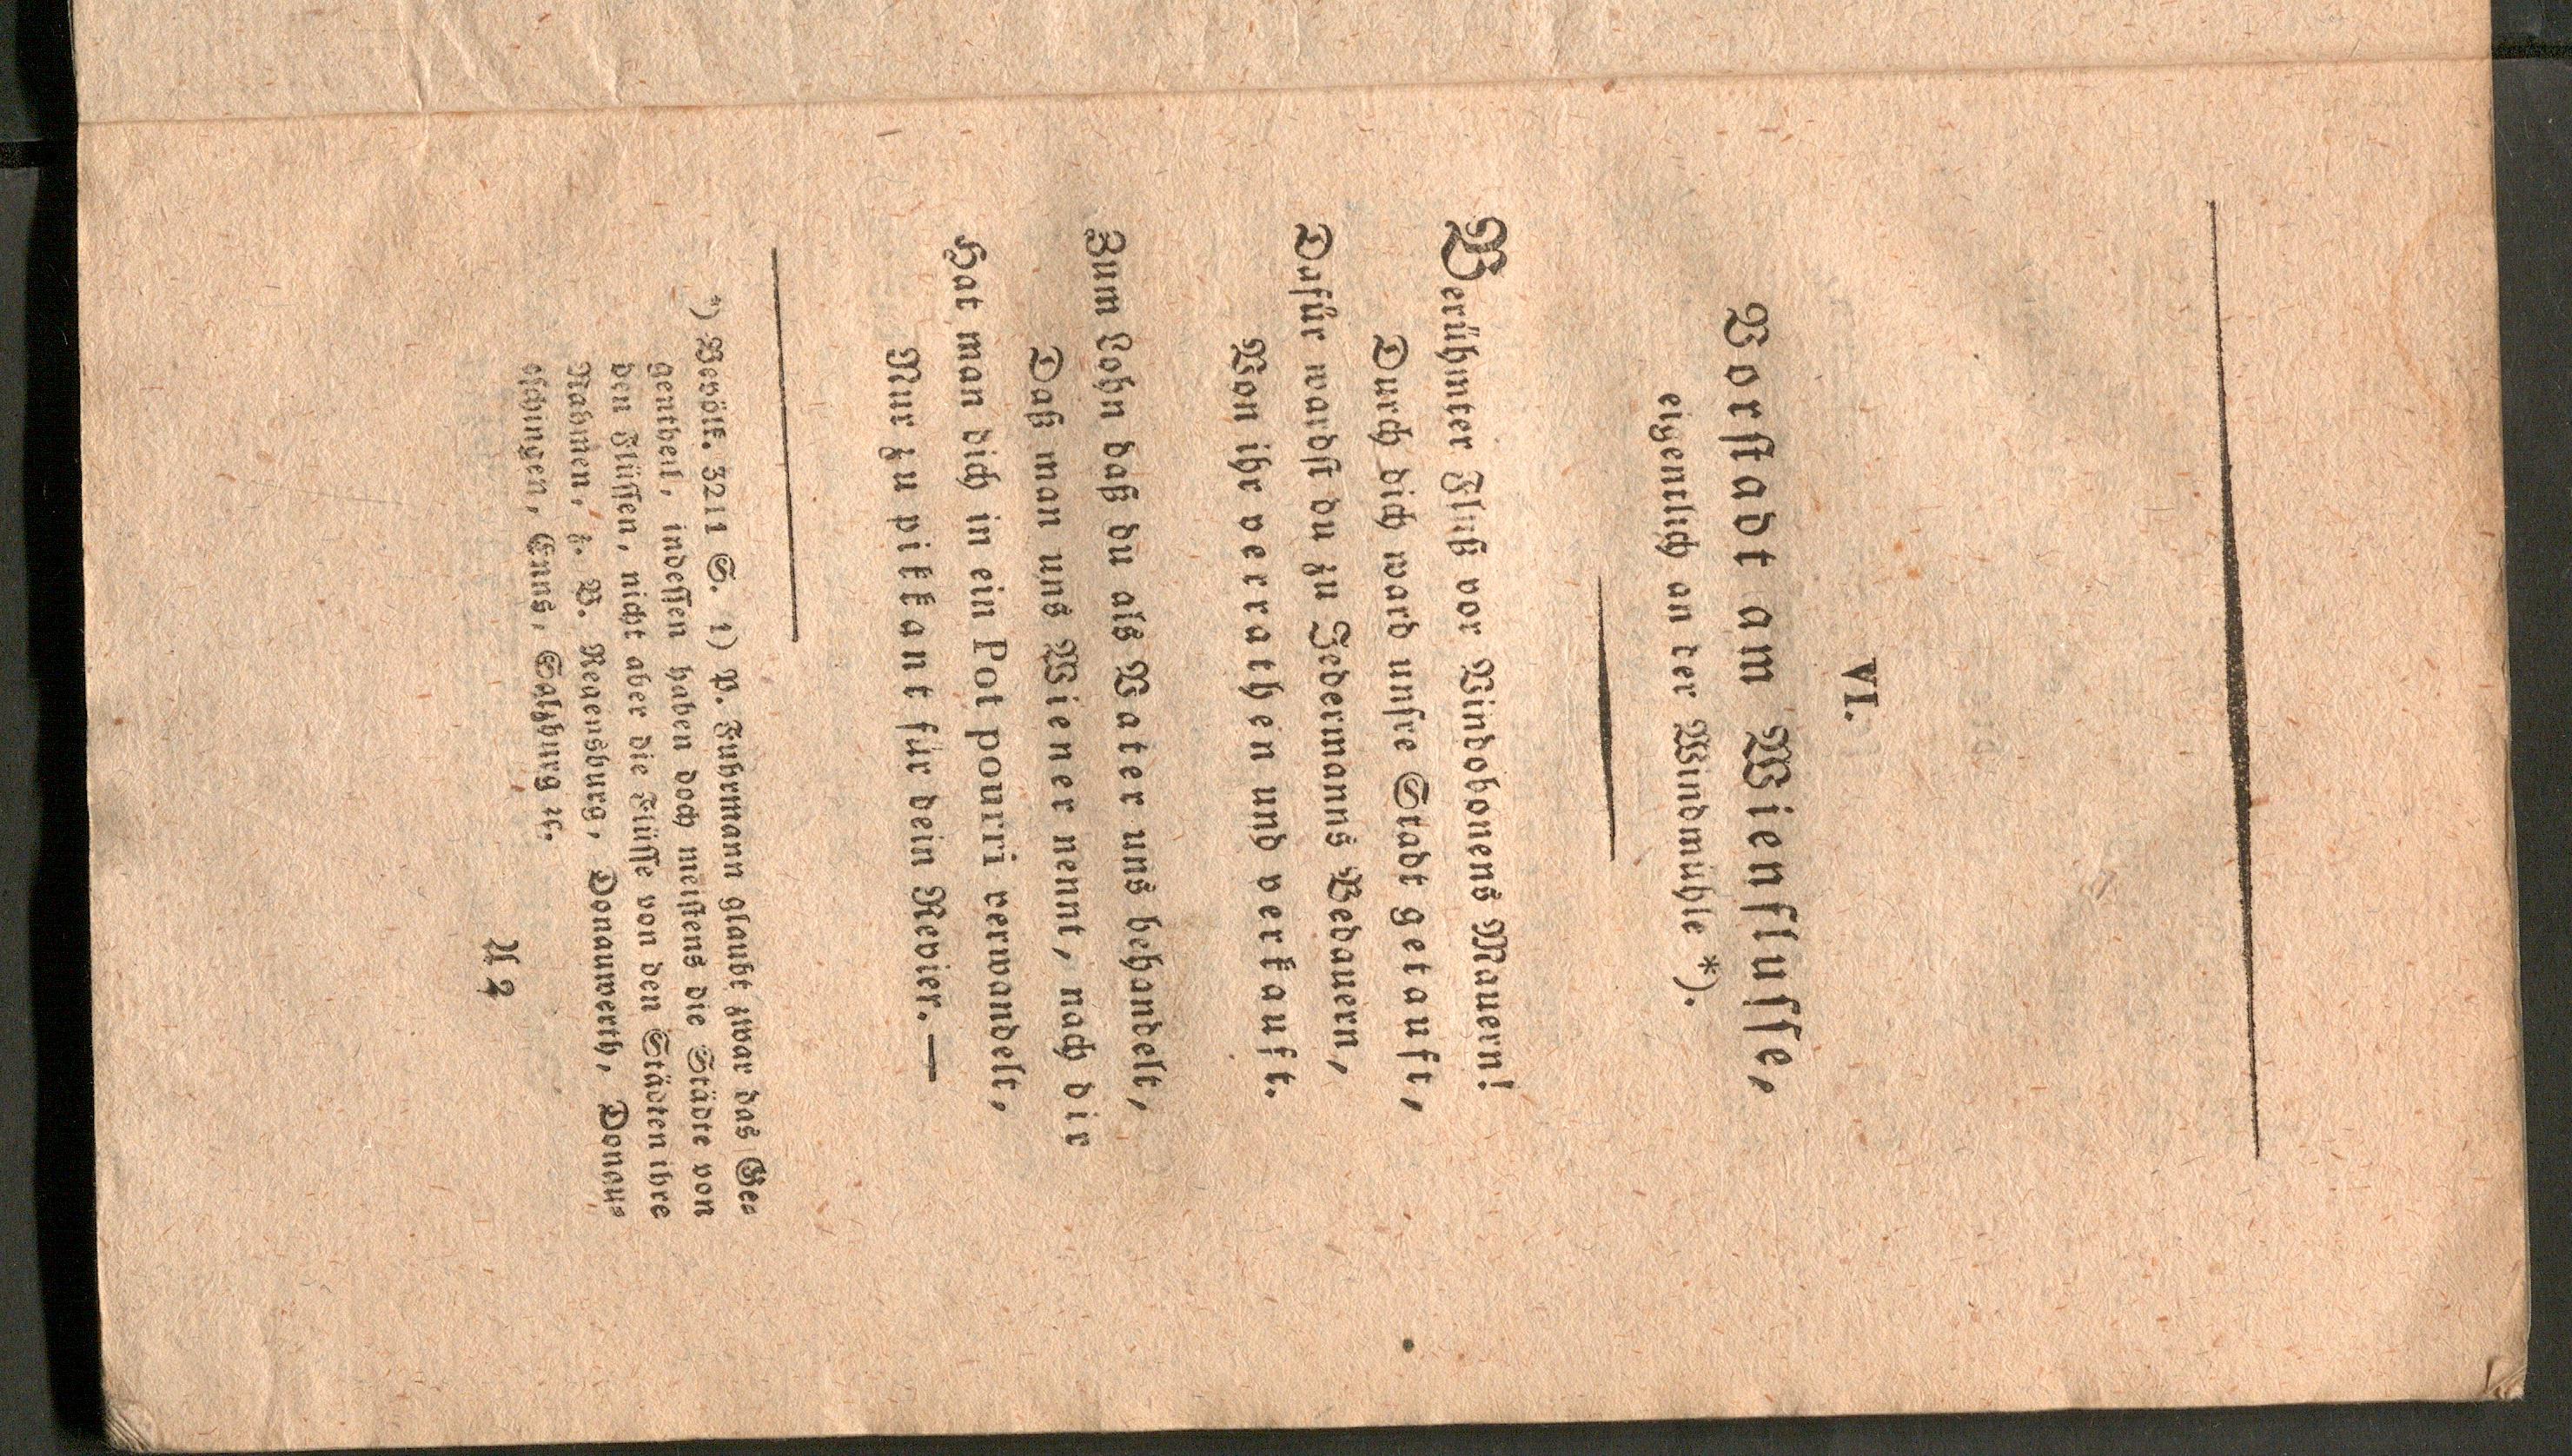 VI.
Vorstadt am Wienflusse,
eigentlich an der Windmühle *).
Berühmter Fluß vor Vindobonens Mauern!
Durch dich ward unsre Stadt getauft,
Dafür wardst du zu Jedermanns Bedauern,
Von ihr verrathen und verkauft.
Zum Lohn daß du als Vater uns behandelt,
Daß man uns Wiener nennt, nach dir
Hat man dich in ein Pot pourri verwandelt,
Nur zu pikkant für dein Revier. —
*) Bevölk. 3211 S. 1) P. Fuhrmann glaubt zwar das Ge-
gentheil, indessen haben doch meistens die Städte von
den Flüssen, nicht aber die Flüsse von den Städten ihre
Nahmen, z. B. Regensburg, Donauwerth, Donau-
eschingen, Enns, Salzburg ꝛc.
A 2